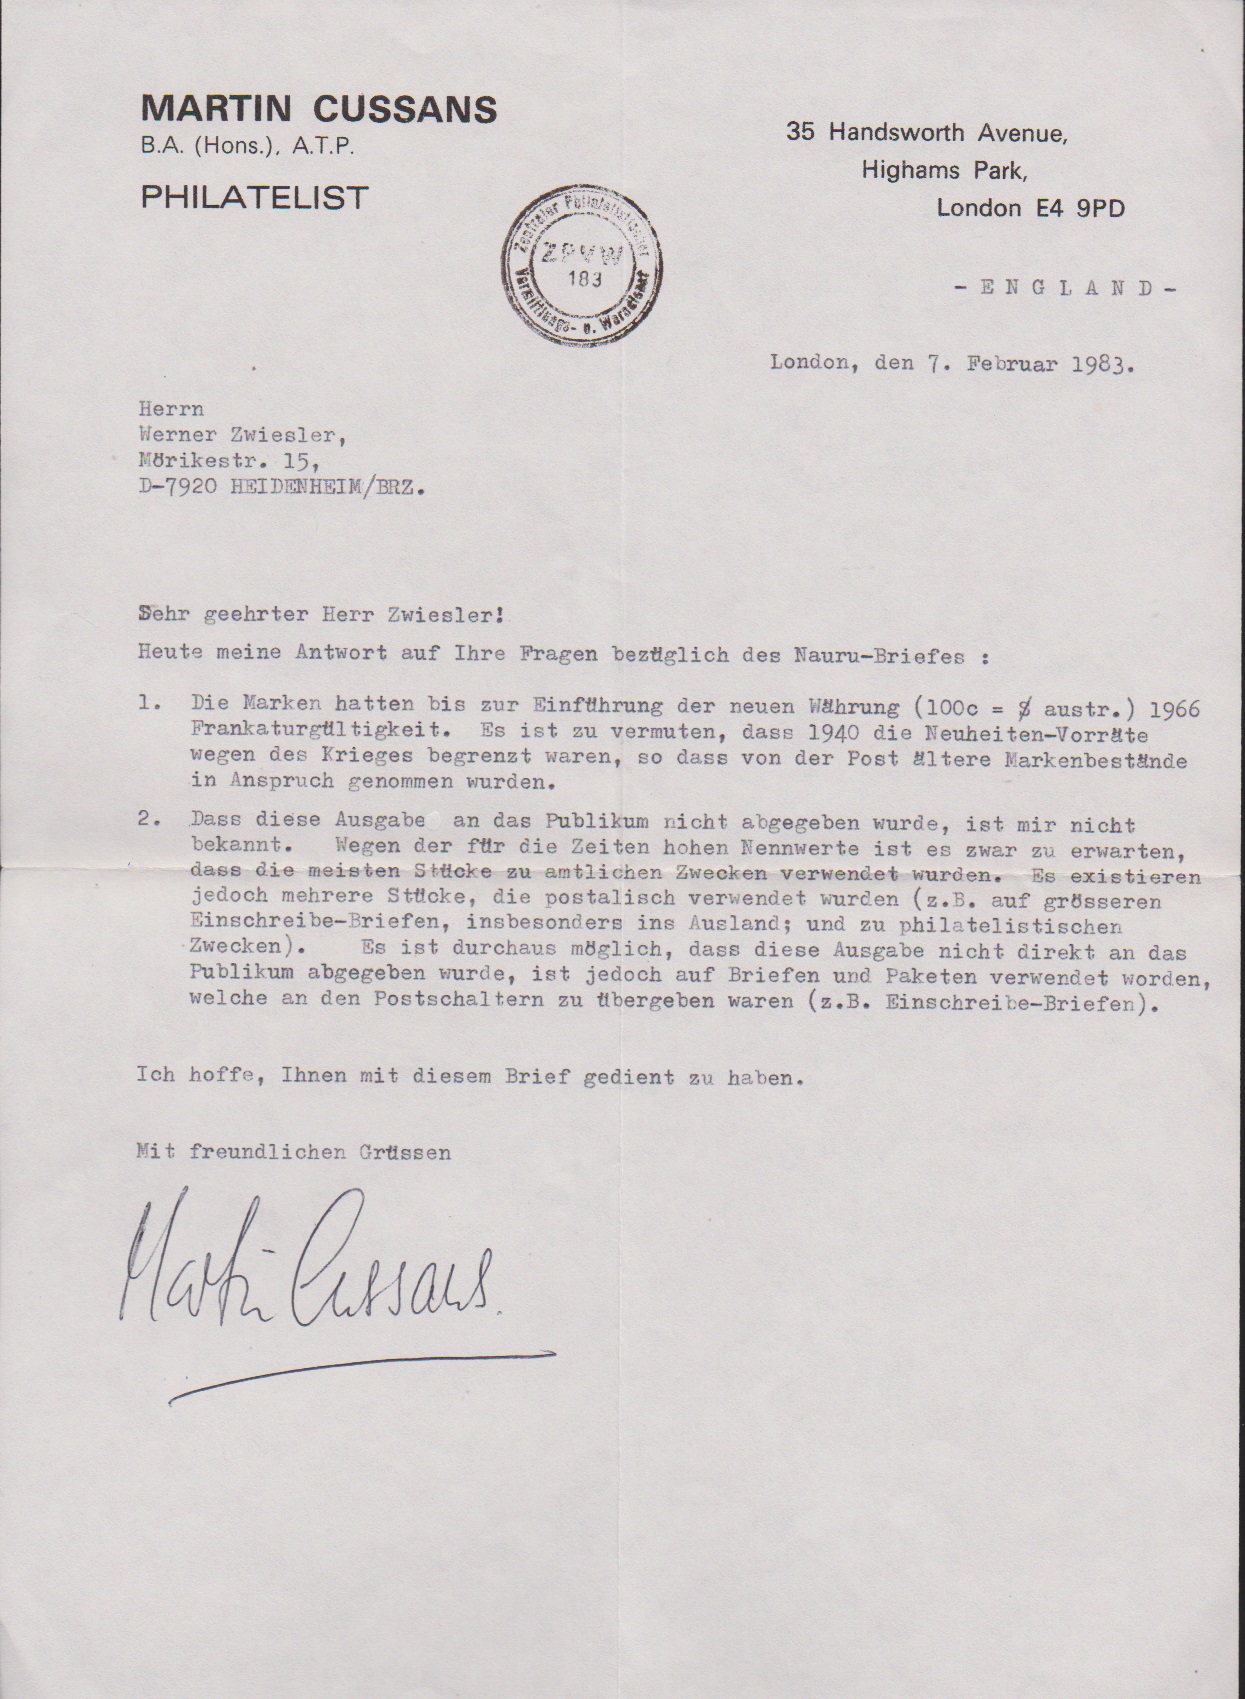 MARTIN CUSSANS
B.A. (Hons.), A.T.P.
PHILATELIST
35 Handsworth Avenue,
Highams Park,
London E4 9PD
- E N G L A N D -
Zentraler Philatelistischer
ZPVW
183
Vermittlungs- u. Warndienst
London, den 7. Februar 1983.
Herrn
Werner Zwiesler,
Mörikestr. 15,
D-7920 HEIDENHEIM/BRZ.
Sehr geehrter Herr Zwiesler!
Heute meine Antwort auf Ihre Fragen bezüglich des Nauru-Briefes :
1. Die Marken hatten bis zur Einführung der neuen Währung (100c = $ austr.) 1966
Frankaturgültigkeit. Es ist zu vermuten, dass 1940 die Neuheiten-Vorräte
wegen des Krieges begrenzt waren, so dass von der Post ältere Markenbestände
in Anspruch genommen wurden.
2. Dass diese Ausgabe an das Publikum nicht abgegeben wurde, ist mir nicht
bekannt. Wegen der für die Zeiten hohen Nennwerte ist es zwar zu erwarten,
dass die meisten Stücke zu amtlichen Zwecken verwendet wurden. Es existieren
jedoch mehrere Stücke, die postalisch verwendet wurden (z.B. auf grösseren
Einschreibe-Briefen, insbesonders ins Ausland; und zu philatelistischen
Zwecken). Es ist durchaus möglich, dass diese Ausgabe nicht direkt an das
Publikum abgegeben wurde, ist jedoch auf Briefen und Paketen verwendet worden,
welche an den Postschaltern zu übergeben waren (z.B. Einschreibe-Briefen).
Ich hoffe, Ihnen mit diesem Brief gedient zu haben.
Mit freundlichen Grüssen
Martin Cussans.